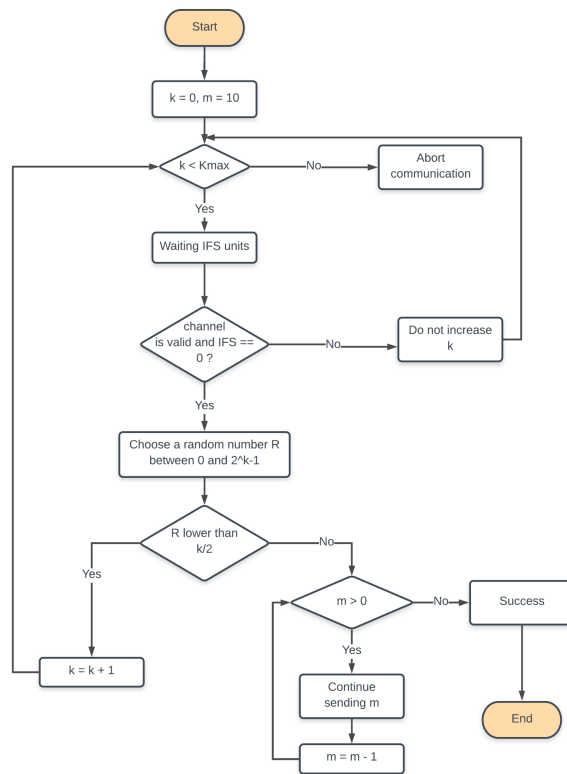 Start
k = 0, m = 10
k < Kmax
No
Abort
communication
Yes
Waiting IFS units
channel
is valid and IFS ==
0 ?
No
Do not increase
k
Yes
Choose a random number R
between 0 and 2^k-1
R lower than
k/2
No
Yes
m > 0
No
Success
Yes
k = k + 1
Continue
sending m
End
m = m - 1